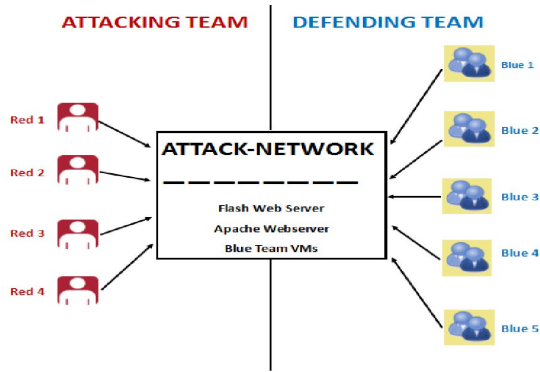 ATTACKING TEAM
DEFENDING TEAM
Red 1
Red 2
Red 3
Red 4
ATTACK-NETWORK
Flash Web Server
Apache Webserver
Blue Team VMs
Blue 1
Blue 2
Blue 3
Blue 4
Blue 5